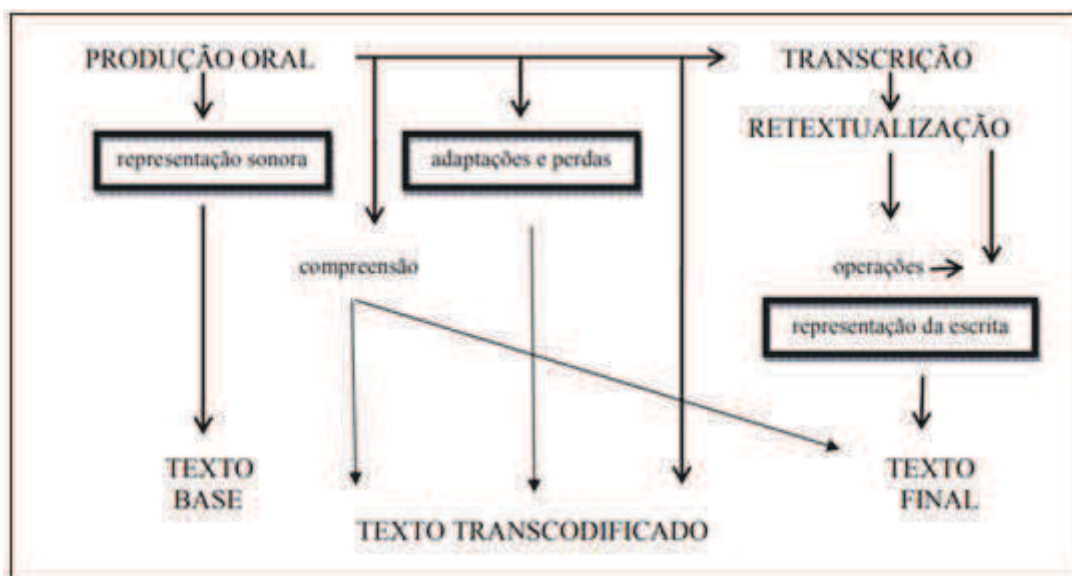 PRODUÇÃO ORAL
TRANSCRIÇÃO
RETEXTUALIZAÇÃO
representação sonora
adaptações e perdas
compreensão
operações
representação da escrita
TEXTO
BASE
TEXTO TRANSCODIFICADO
TEXTO
FINAL